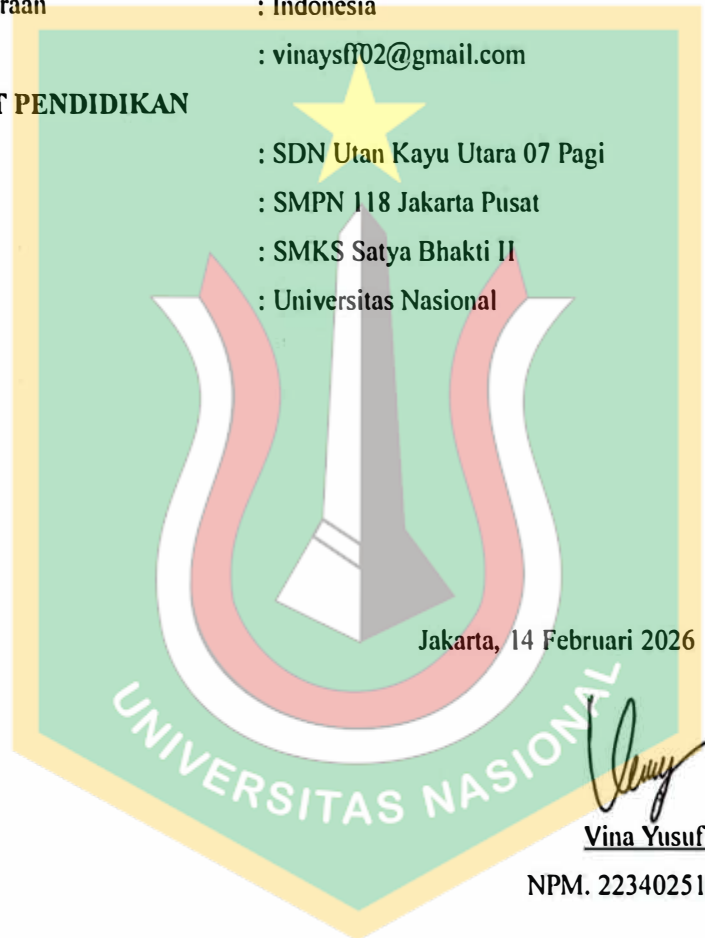 raan : Indonesia
: vinaysff02@gmail.com
T PENDIDIKAN
: SDN Utan Kayu Utara 07 Pagi
: SMPN 118 Jakarta Pusat
: SMKS Satya Bhakti II
: Universitas Nasional
Jakarta, 14 Februari 2026
UNIVERSITAS NASIONAL
Vina Yusuf
NPM. 22340251